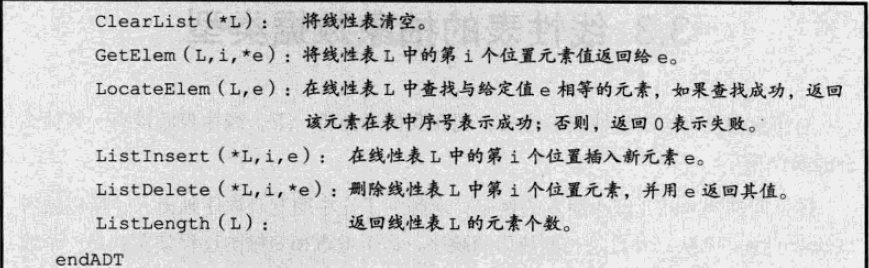 ClearList(*L): 将线性表清空。
GetElem(L,i,*e): 将线性表 L 中的第 i 个位置元素值返回给 e。
LocateElem(L,e): 在线性表 L 中查找与给定值 e 相等的元素，如果查找成功，返回
该元素在表中序号表示成功；否则，返回 0 表示失败。
ListInsert(*L,i,e): 在线性表 L 中的第 i 个位置插入新元素 e。
ListDelete(*L,i,*e): 删除线性表 L 中第 i 个位置元素，并用 e 返回其值。
ListLength(L): 返回线性表 L 的元素个数。
endADT